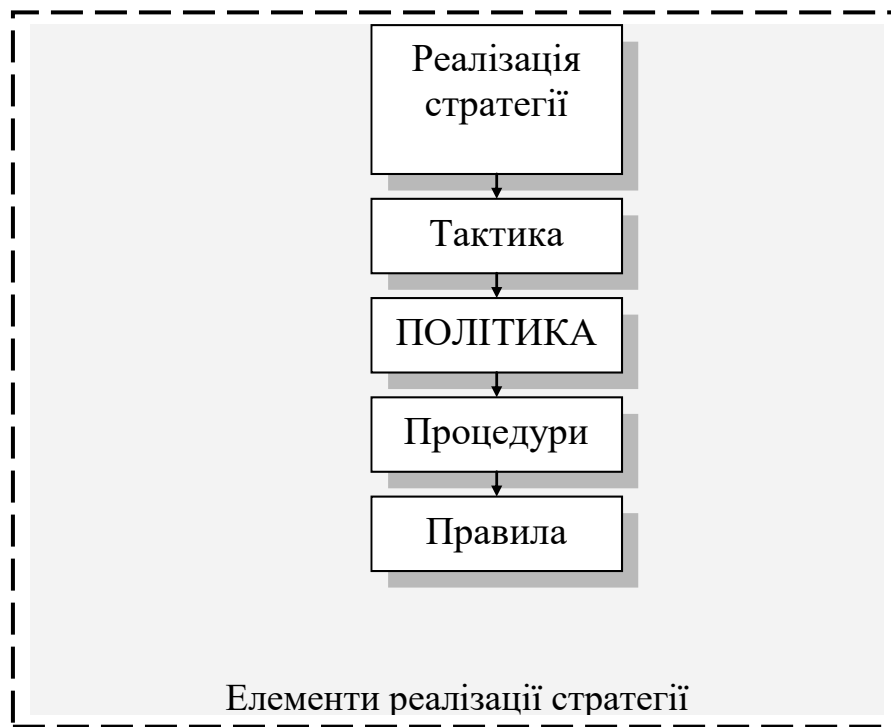 Реалізація
стратегії
Тактика
ПОЛІТИКА
Процедури
Правила
Елементи реалізації стратегії